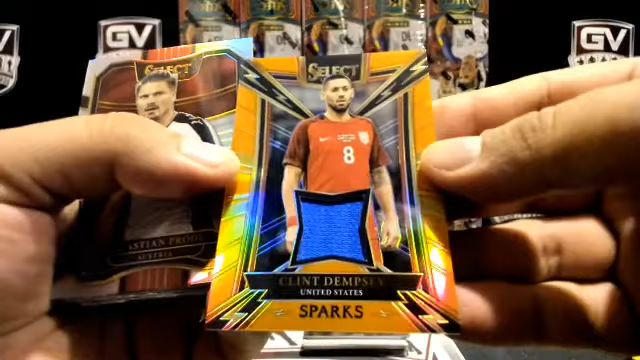 GV
GV
SELECT
SELECT
8
CLINT DEMPSEY
UNITED STATES
SPARKS
AUSTRIA